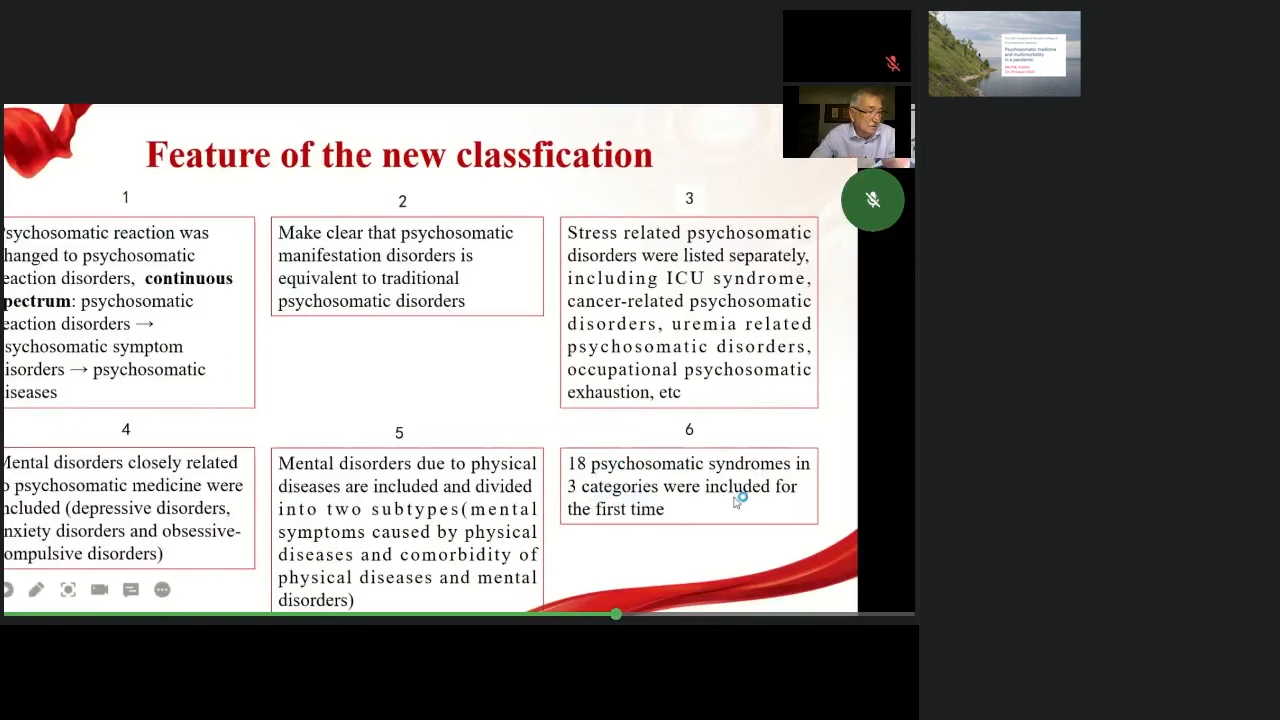 Feature of the new classfication
1
sychosomatic reaction was
hanged to psychosomatic
eaction disorders, continuous
pectrum: psychosomatic
eaction disorders →
sychosomatic symptom
isorders → psychosomatic
iseases
2
Make clear that psychosomatic
manifestation disorders is
equivalent to traditional
psychosomatic disorders
3
Stress related psychosomatic
disorders were listed separately,
including ICU syndrome,
cancer-related psychosomatic
disorders, uremia related
psychosomatic disorders,
occupational psychosomatic
exhaustion, etc
4
Mental disorders closely related
o psychosomatic medicine were
ncluded (depressive disorders,
nxiety disorders and obsessive-
ompulsive disorders)
5
Mental disorders due to physical
diseases are included and divided
into two subtypes(mental
symptoms caused by physical
diseases and comorbidity of
physical diseases and mental
disorders)
6
18 psychosomatic syndromes in
3 categories were included for
the first time
Psychosomatic medicine
and multimorbidity
in a pandemic